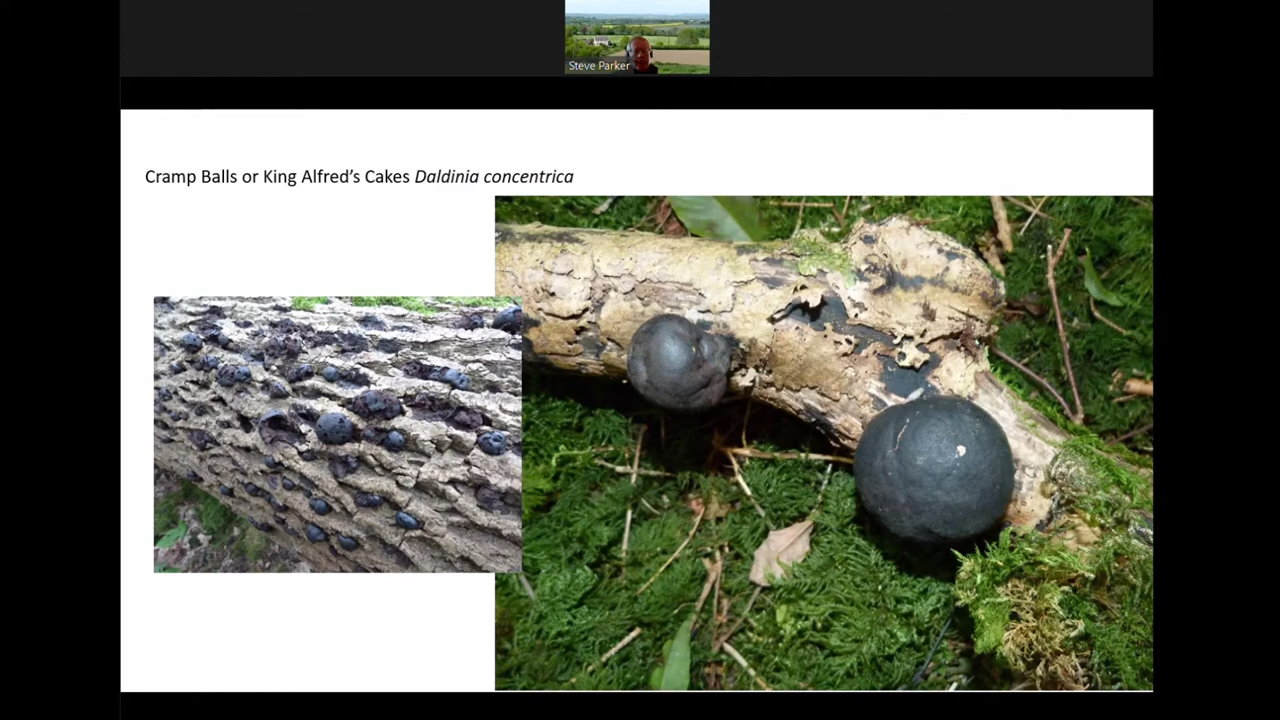 Steve Parker
Cramp Balls or King Alfred’s Cakes Daldinia concentrica